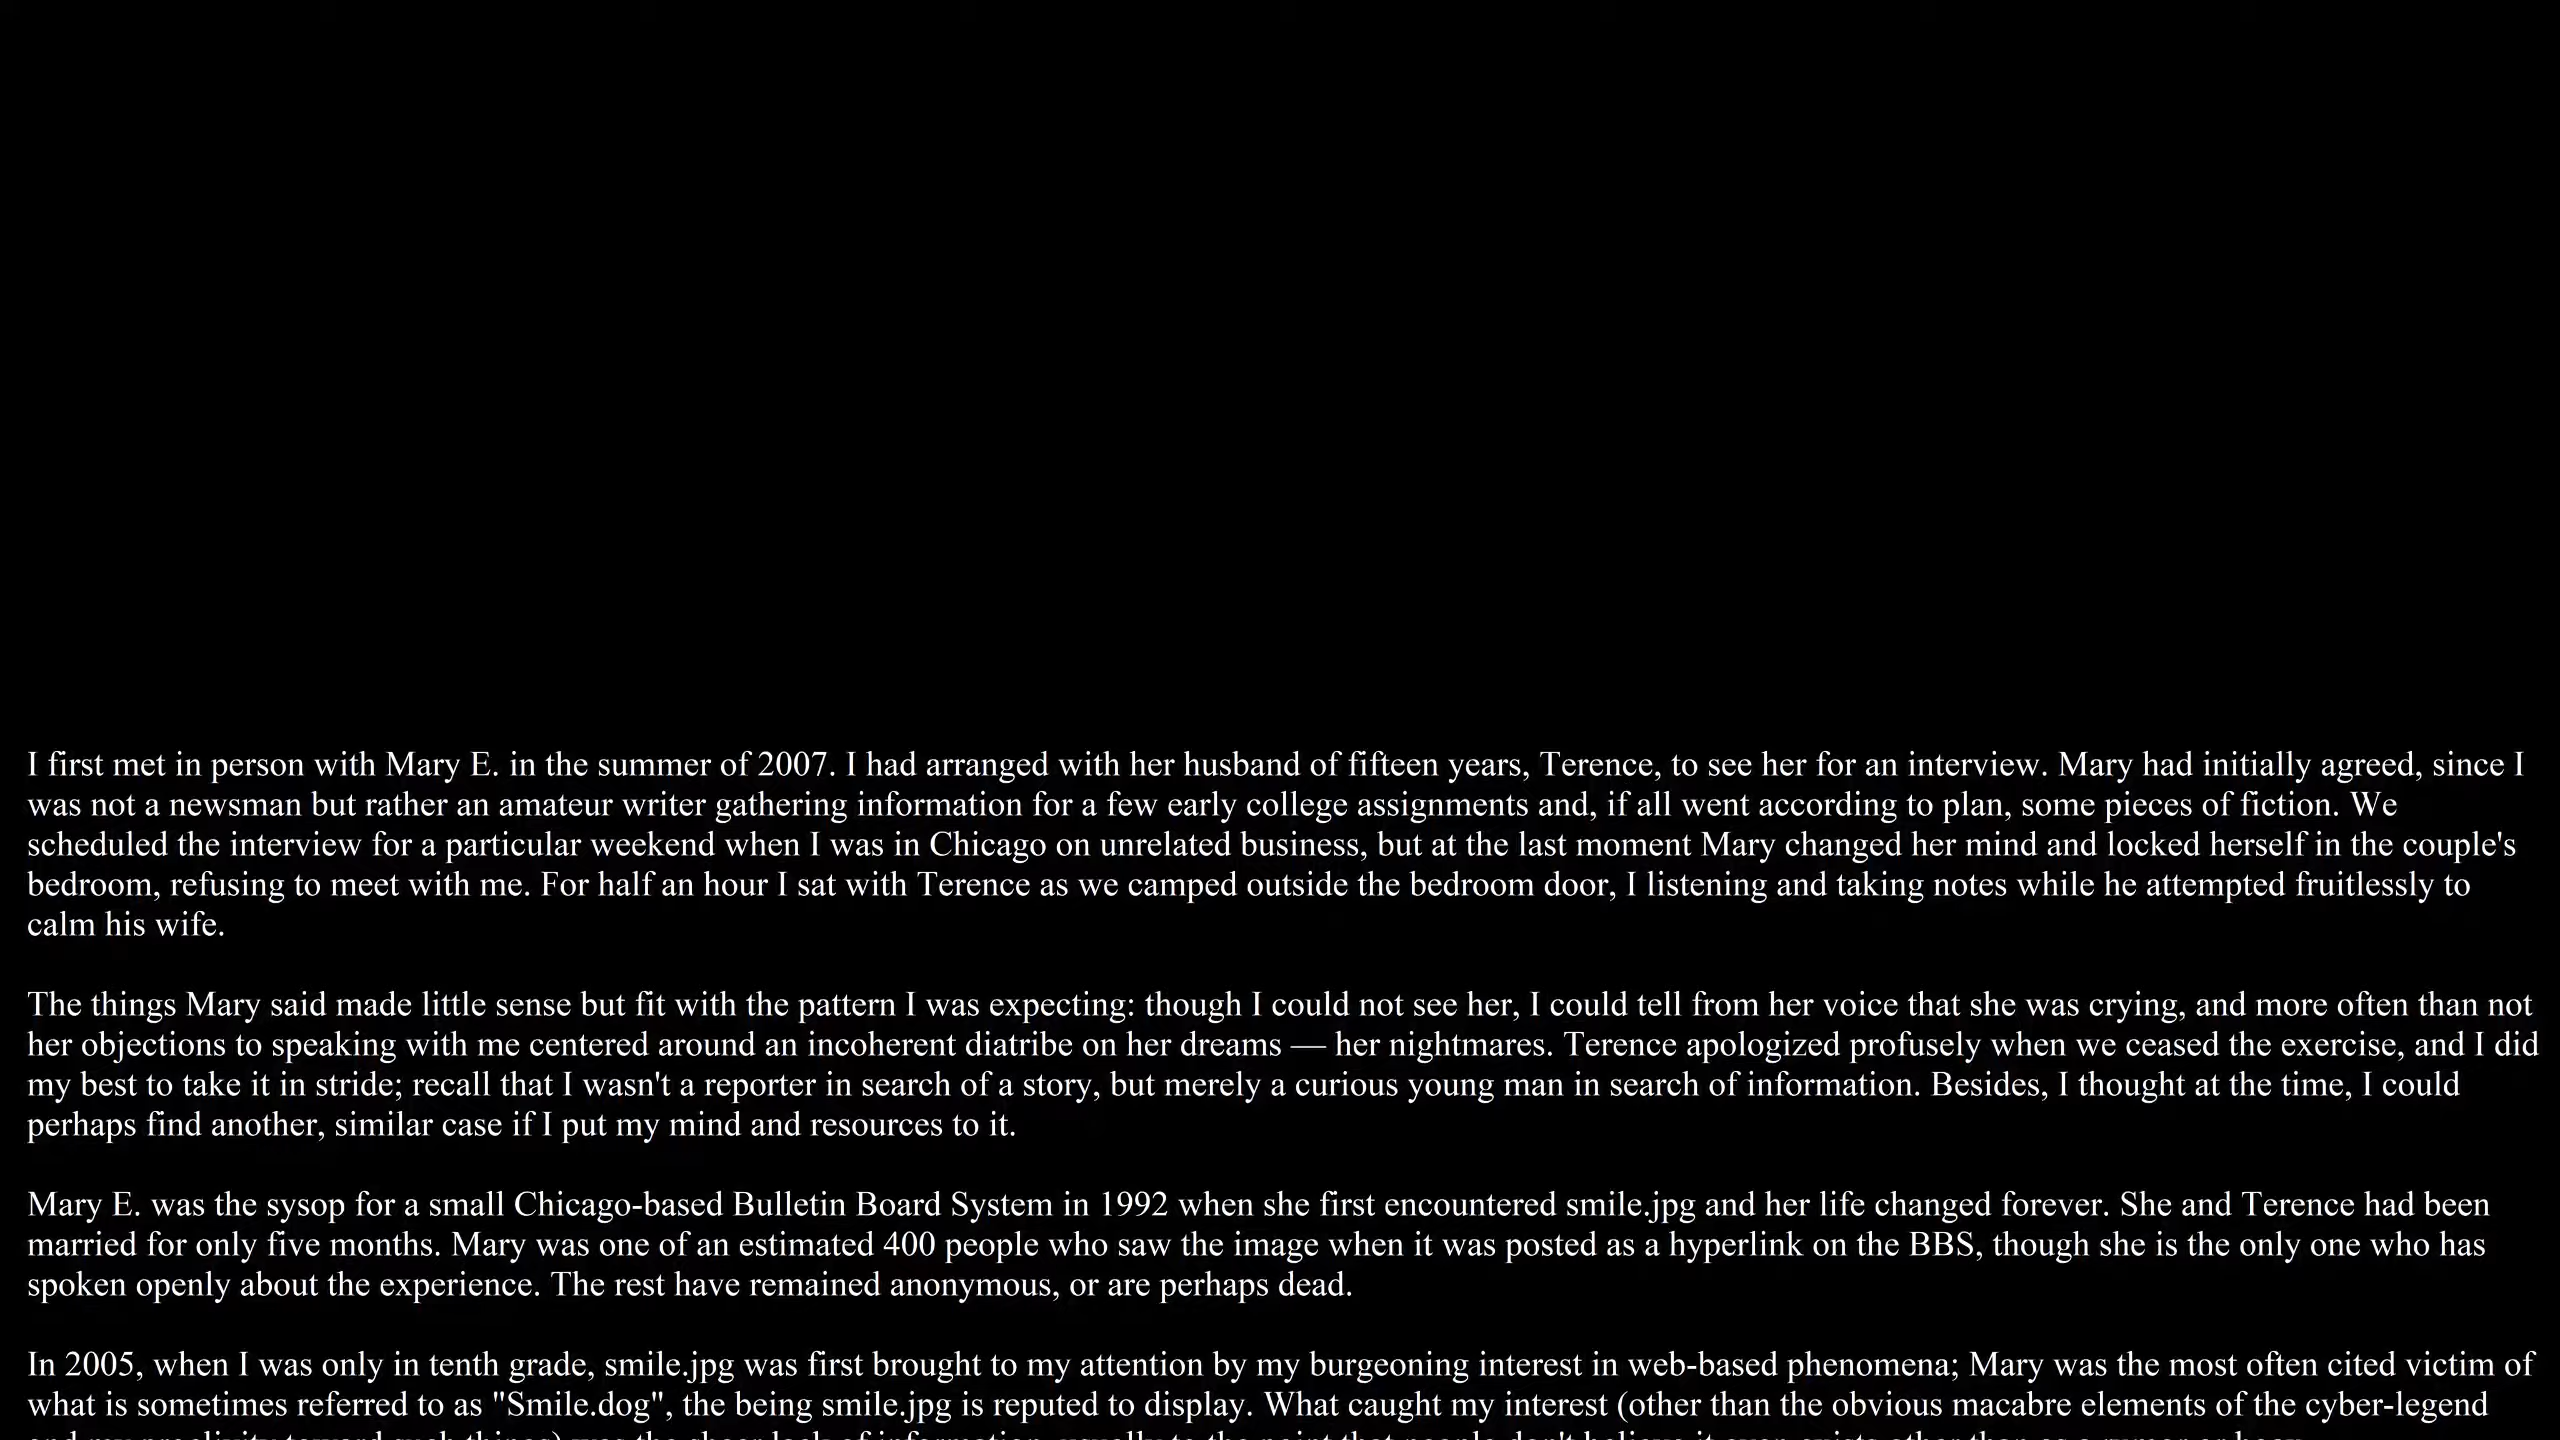 I first met in person with Mary E. in the summer of 2007. I had arranged with her husband of fifteen years, Terence, to see her for an interview. Mary had initially agreed, since I
was not a newsman but rather an amateur writer gathering information for a few early college assignments and, if all went according to plan, some pieces of fiction. We
scheduled the interview for a particular weekend when I was in Chicago on unrelated business, but at the last moment Mary changed her mind and locked herself in the couple's
bedroom, refusing to meet with me. For half an hour I sat with Terence as we camped outside the bedroom door, I listening and taking notes while he attempted fruitlessly to
calm his wife.
The things Mary said made little sense but fit with the pattern I was expecting: though I could not see her, I could tell from her voice that she was crying, and more often than not
her objections to speaking with me centered around an incoherent diatribe on her dreams — her nightmares. Terence apologized profusely when we ceased the exercise, and I did
my best to take it in stride; recall that I wasn't a reporter in search of a story, but merely a curious young man in search of information. Besides, I thought at the time, I could
perhaps find another, similar case if I put my mind and resources to it.
Mary E. was the sysop for a small Chicago-based Bulletin Board System in 1992 when she first encountered smile.jpg and her life changed forever. She and Terence had been
married for only five months. Mary was one of an estimated 400 people who saw the image when it was posted as a hyperlink on the BBS, though she is the only one who has
spoken openly about the experience. The rest have remained anonymous, or are perhaps dead.
In 2005, when I was only in tenth grade, smile.jpg was first brought to my attention by my burgeoning interest in web-based phenomena; Mary was the most often cited victim of
what is sometimes referred to as "Smile.dog", the being smile.jpg is reputed to display. What caught my interest (other than the obvious macabre elements of the cyber-legend